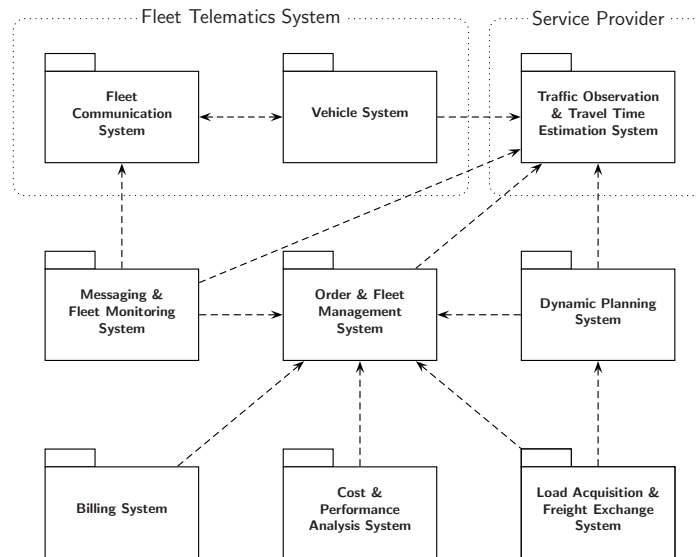 Fleet Telematics System
Service Provider
Fleet
Communication
System
Vehicle System
Traffic Observation
& Travel Time
Estimation System
Messaging &
Fleet Monitoring
System
Order & Fleet
Management
System
Dynamic Planning
System
Billing System
Cost &
Performance
Analysis System
Load Acquisition &
Freight Exchange
System